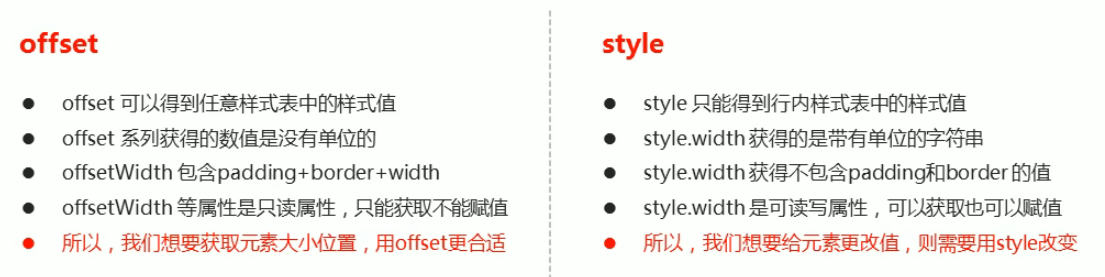 offset
● offset 可以得到任意样式表中的样式值
● offset 系列获得的数值是没有单位的
● offsetWidth 包含padding+border+width
● offsetWidth 等属性是只读属性，只能获取不能赋值
● 所以，我们想要获取元素大小位置，用offset更合适
style
● style 只能得到行内样式表中的样式值
● style.width 获得的是带有单位的字符串
● style.width 获得不包含padding和border 的值
● style.width 是可读写属性，可以获取也可以赋值
● 所以，我们想要给元素更改值，则需要用style改变